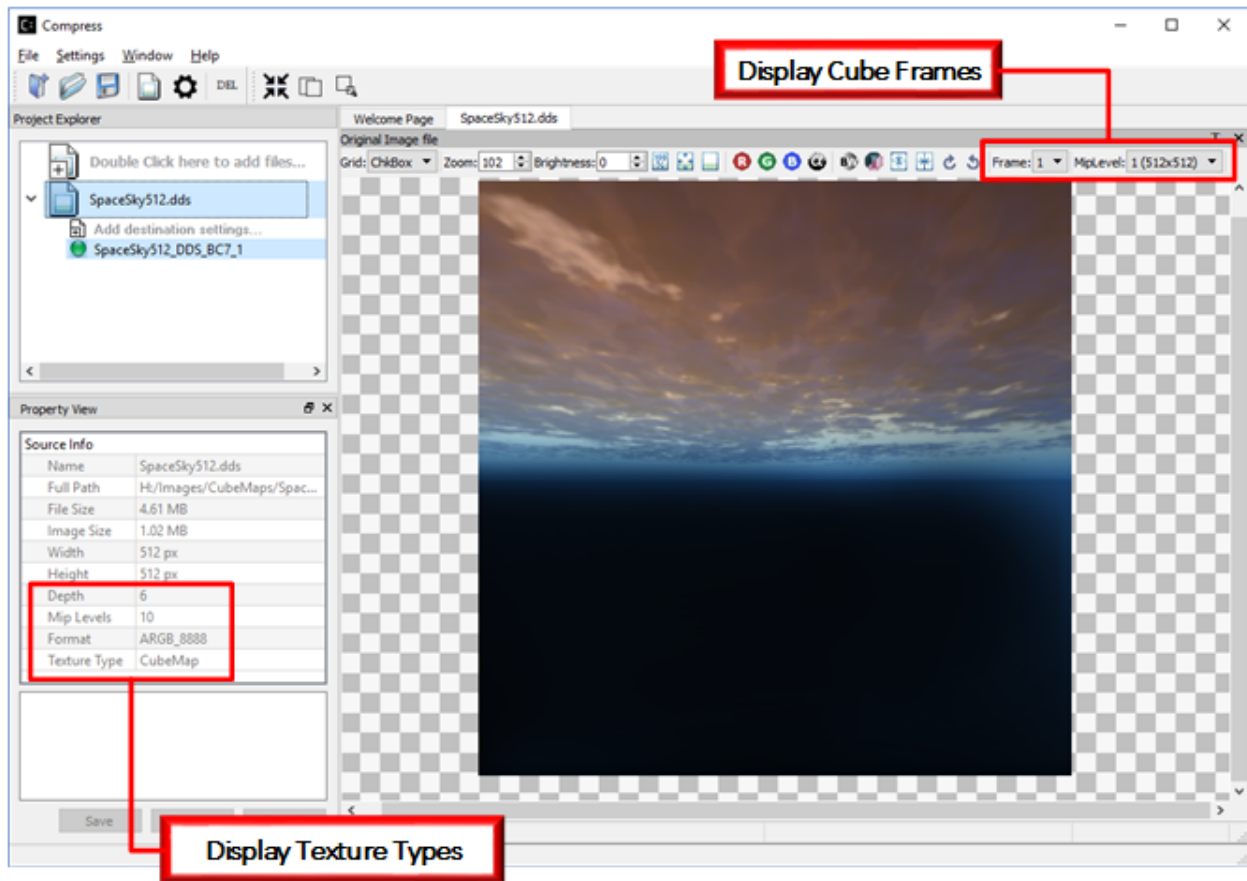 Compress
File Settings Window Help
DEL
Display Cube Frames
Project Explorer
Double Click here to add files...
SpaceSky512.dds
Add destination settings...
SpaceSky512_DDS_BC7_1
Welcome Page SpaceSky512.dds
Original Image file
Grid: ChkBox Zoom: 102 Brightness: 0 R G B Frame: 1 MipLevel: 1 (512x512)
Property View
Source Info
Name SpaceSky512.dds
Full Path H:/Images/CubeMaps/Spac...
File Size 4.61 MB
Image Size 1.02 MB
Width 512 px
Height 512 px
Depth 6
Mip Levels 10
Format ARGB_8888
Texture Type CubeMap
Save
Display Texture Types